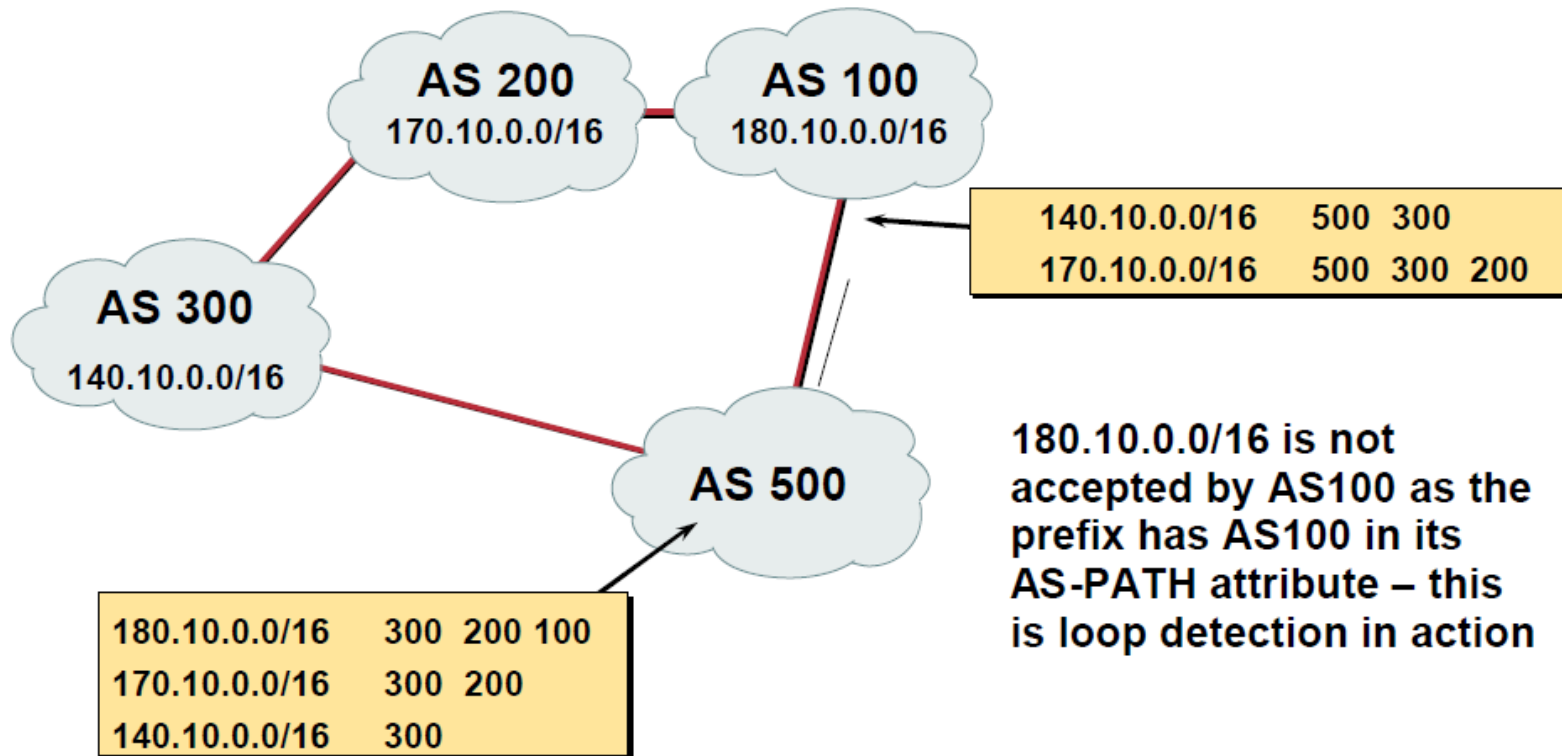 AS 200
170.10.0.0/16
AS 100
180.10.0.0/16
140.10.0.0/16 500 300
170.10.0.0/16 500 300 200
AS 300
140.10.0.0/16
AS 500
180.10.0.0/16 is not
accepted by AS100 as the
prefix has AS100 in its
AS-PATH attribute – this
is loop detection in action
180.10.0.0/16 300 200 100
170.10.0.0/16 300 200
140.10.0.0/16 300